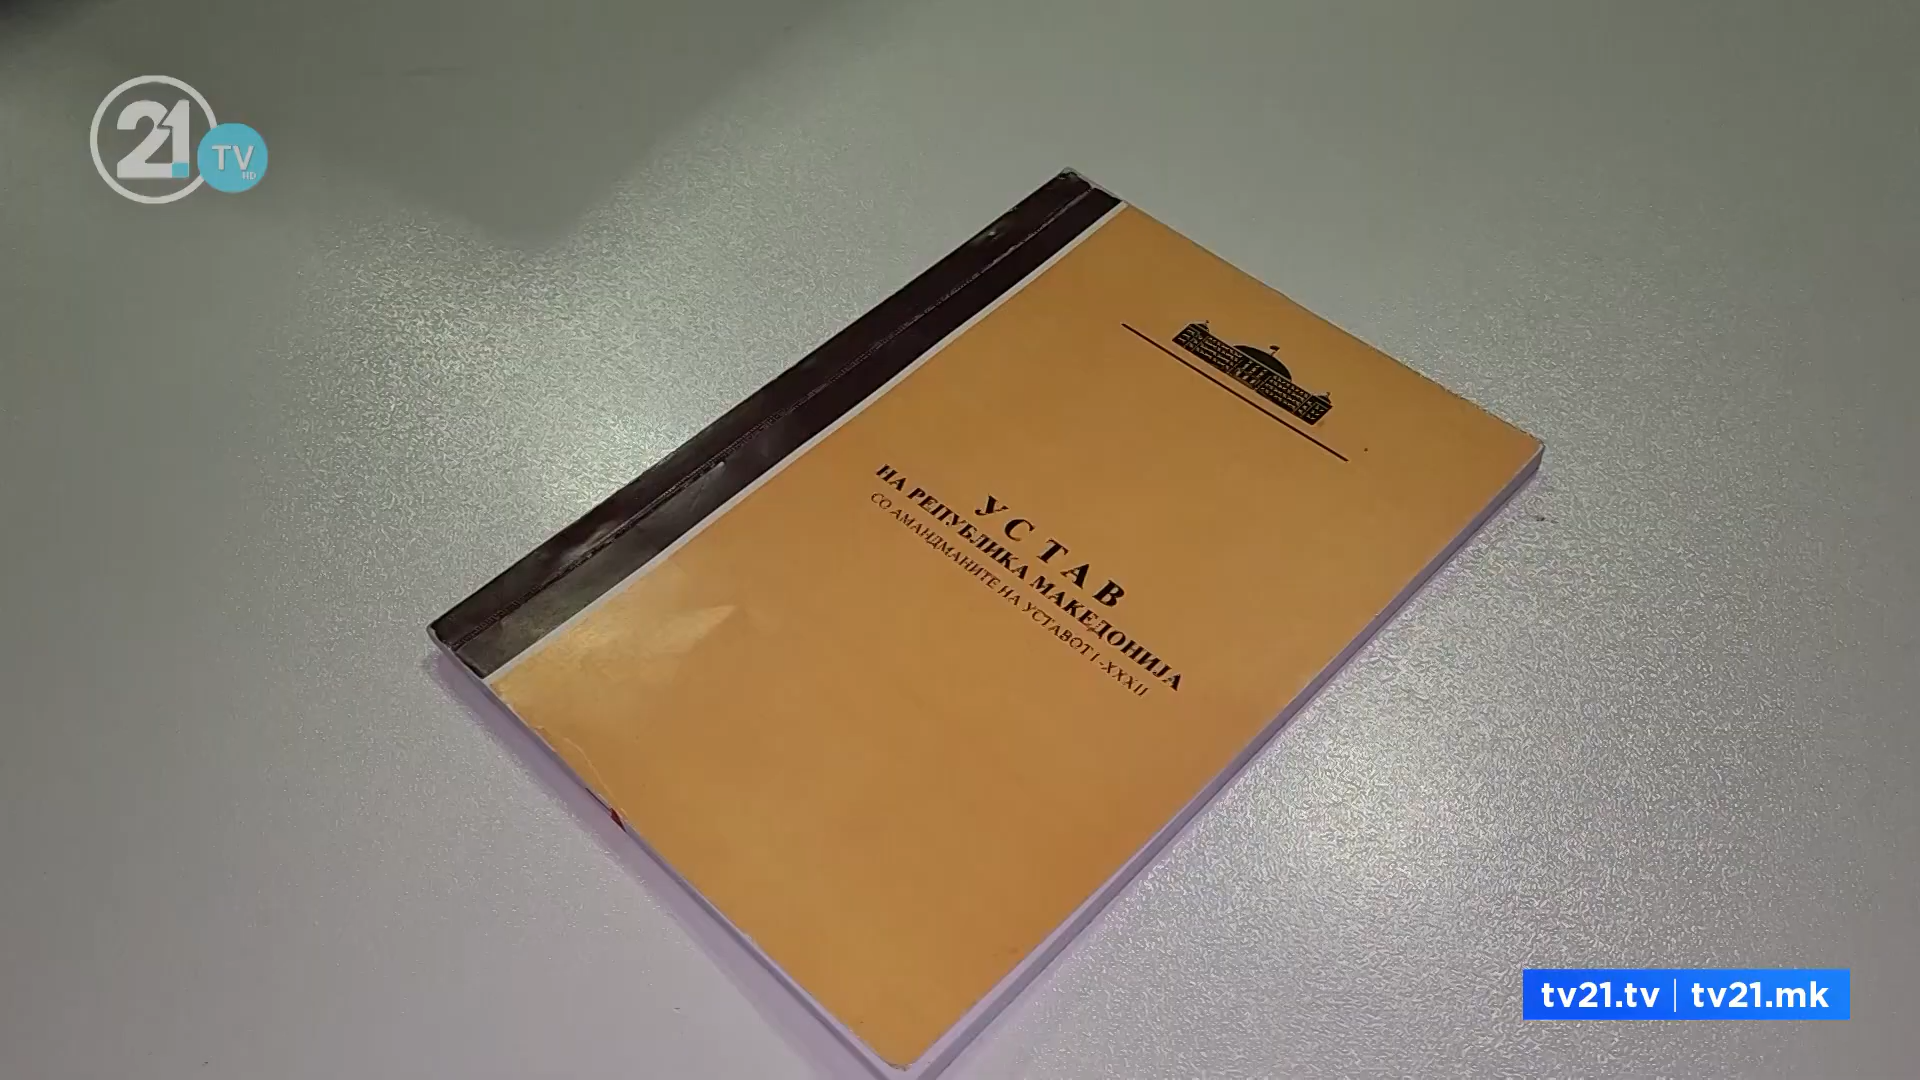 21.
TV
HD
УСТАВ
НА РЕПУБЛИКА МАКЕДОНИЈА
СО АМАНДМАНИТЕ НА УСТАВОТ I-XXXII
tv21.tv | tv21.mk